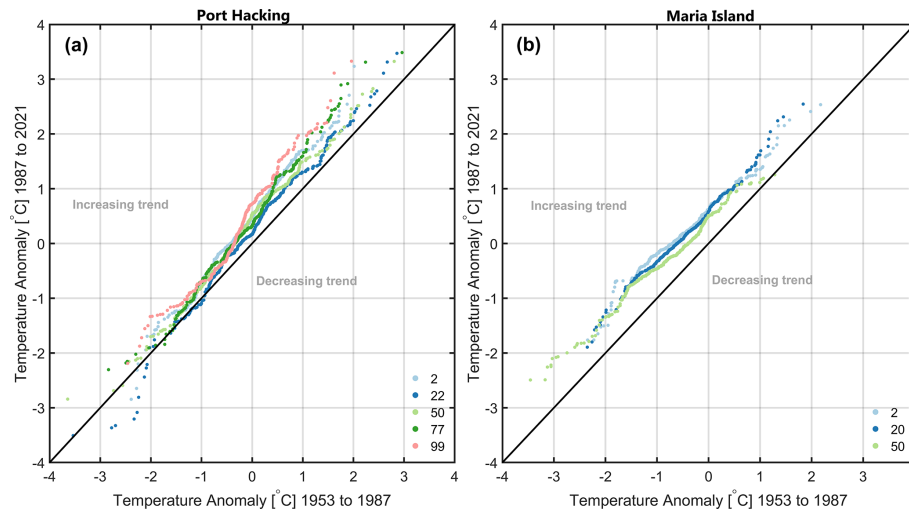 Port Hacking
(a)
Temperature Anomaly [°C] 1987 to 2021
4
3
2
1
0
-1
-2
-3
-4
Increasing trend
Decreasing trend
2
22
50
77
99
-4 -3 -2 -1 0 1 2 3 4
Temperature Anomaly [°C] 1953 to 1987
Maria Island
(b)
Temperature Anomaly [°C] 1987 to 2021
4
3
2
1
0
-1
-2
-3
-4
Increasing trend
Decreasing trend
2
20
50
-4 -3 -2 -1 0 1 2 3
Temperature Anomaly [°C] 1953 to 1987